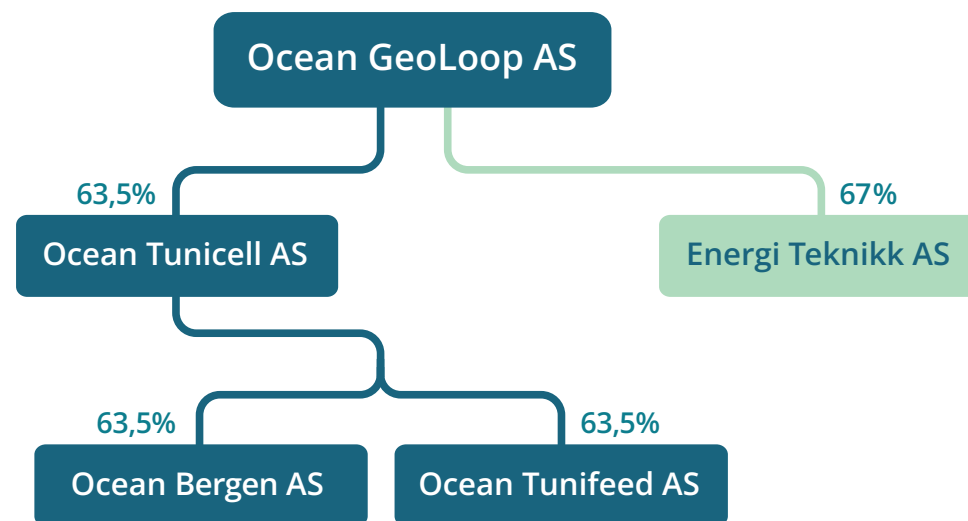 Ocean GeoLoop AS
63,5%
67%
Ocean Tunicell AS
Energi Teknikk AS
63,5%
63,5%
Ocean Bergen AS
Ocean Tunifeed AS